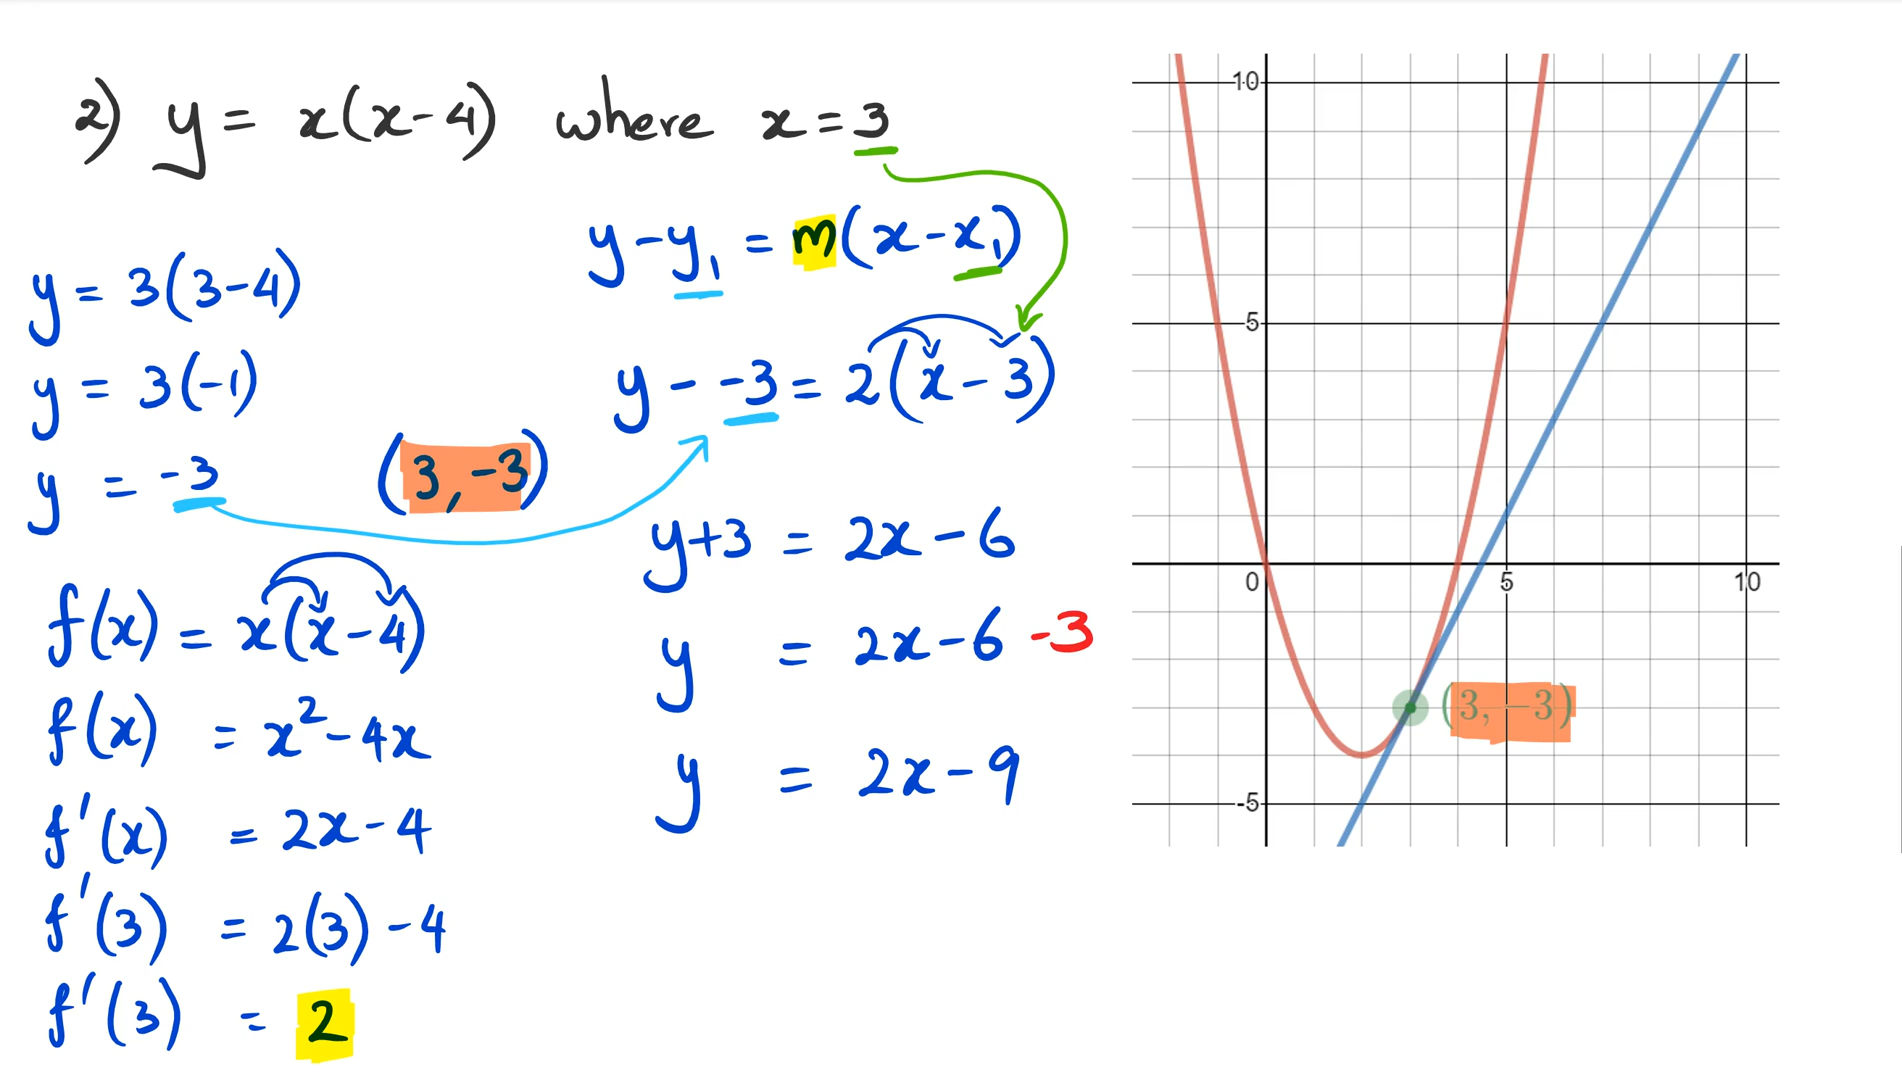 2) y = x(x-4) where x = 3
y = 3(3-4)
y = 3(-1)
y = -3
(3, -3)
f(x) = x(x-4)
f(x) = x² - 4x
f'(x) = 2x - 4
f'(3) = 2(3) - 4
f'(3) = 2
y - y₁ = m(x - x₁)
y - -3 = 2(x - 3)
y + 3 = 2x - 6
y = 2x - 6 -3
y = 2x - 9
10
5
0 5 10
(3, -3)
-5